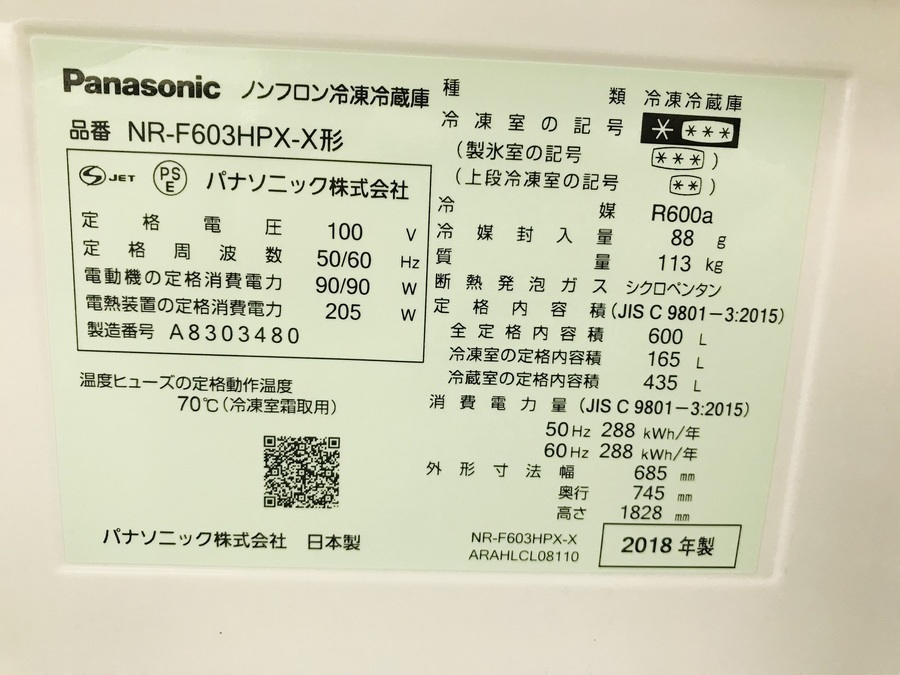 Panasonic ノンフロン冷凍冷蔵庫
品番 NR-F603HPX-X形
S JET PSE パナソニック株式会社
定格電圧 100 V
定格周波数 50/60 Hz
電動機の定格消費電力 90/90 W
電熱装置の定格消費電力 205 W
製造番号 A8303480
温度ヒューズの定格動作温度
70℃(冷凍室霜取用)
パナソニック株式会社 日本製
種類 冷凍冷蔵庫
冷凍室の記号 * ***
(製氷室の記号 ***)
(上段冷凍室の記号 **)
冷媒 R600a
冷媒封入量 88 g
質量 113 kg
断熱発泡ガス シクロペンタン
定格内容積 (JIS C 9801-3:2015)
全定格内容積 600 L
冷凍室の定格内容積 165 L
冷蔵室の定格内容積 435 L
消費電力量 (JIS C 9801-3:2015)
50Hz 288 kWh/年
60Hz 288 kWh/年
外形寸法 幅 685 mm
奥行 745 mm
高さ 1828 mm
NR-F603HPX-X
ARAHLCL08110
2018年製